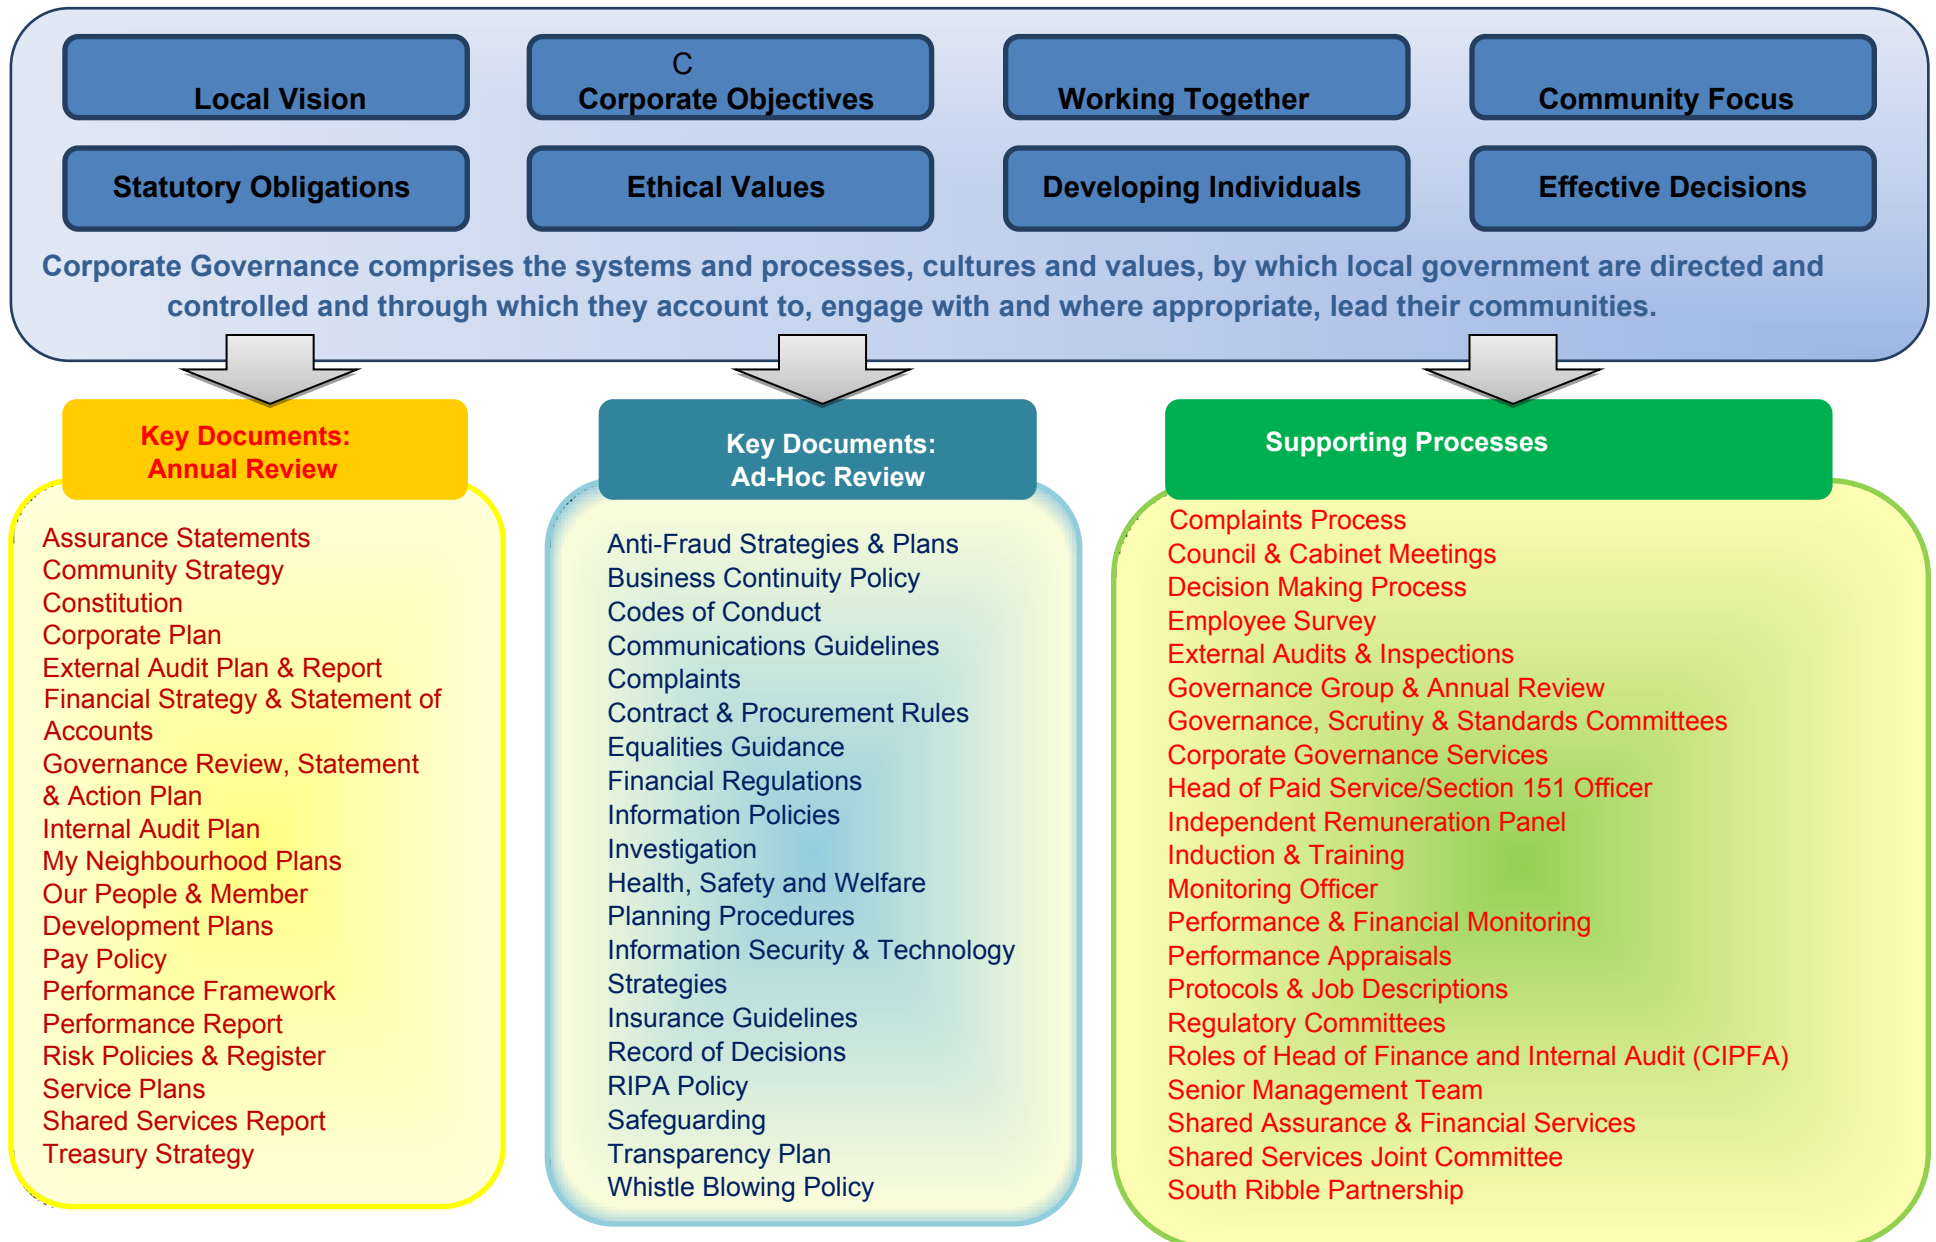 C
Local Vision
Corporate Objectives
Working Together
Community Focus
Statutory Obligations
Ethical Values
Developing Individuals
Effective Decisions
Corporate Governance comprises the systems and processes, cultures and values, by which local government are directed and
controlled and through which they account to, engage with and where appropriate, lead their communities.
Key Documents:
Annual Review
Assurance Statements
Community Strategy
Constitution
Corporate Plan
External Audit Plan & Report
Financial Strategy & Statement of
Accounts
Governance Review, Statement
& Action Plan
Internal Audit Plan
My Neighbourhood Plans
Our People & Member
Development Plans
Pay Policy
Performance Framework
Performance Report
Risk Policies & Register
Service Plans
Shared Services Report
Treasury Strategy
Key Documents:
Ad-Hoc Review
Anti-Fraud Strategies & Plans
Business Continuity Policy
Codes of Conduct
Communications Guidelines
Complaints
Contract & Procurement Rules
Equalities Guidance
Financial Regulations
Information Policies
Investigation
Health, Safety and Welfare
Planning Procedures
Information Security & Technology
Strategies
Insurance Guidelines
Record of Decisions
RIPA Policy
Safeguarding
Transparency Plan
Whistle Blowing Policy
Supporting Processes
Complaints Process
Council & Cabinet Meetings
Decision Making Process
Employee Survey
External Audits & Inspections
Governance Group & Annual Review
Governance, Scrutiny & Standards Committees
Corporate Governance Services
Head of Paid Service/Section 151 Officer
Independent Remuneration Panel
Induction & Training
Monitoring Officer
Performance & Financial Monitoring
Performance Appraisals
Protocols & Job Descriptions
Regulatory Committees
Roles of Head of Finance and Internal Audit (CIPFA)
Senior Management Team
Shared Assurance & Financial Services
Shared Services Joint Committee
South Ribble Partnership